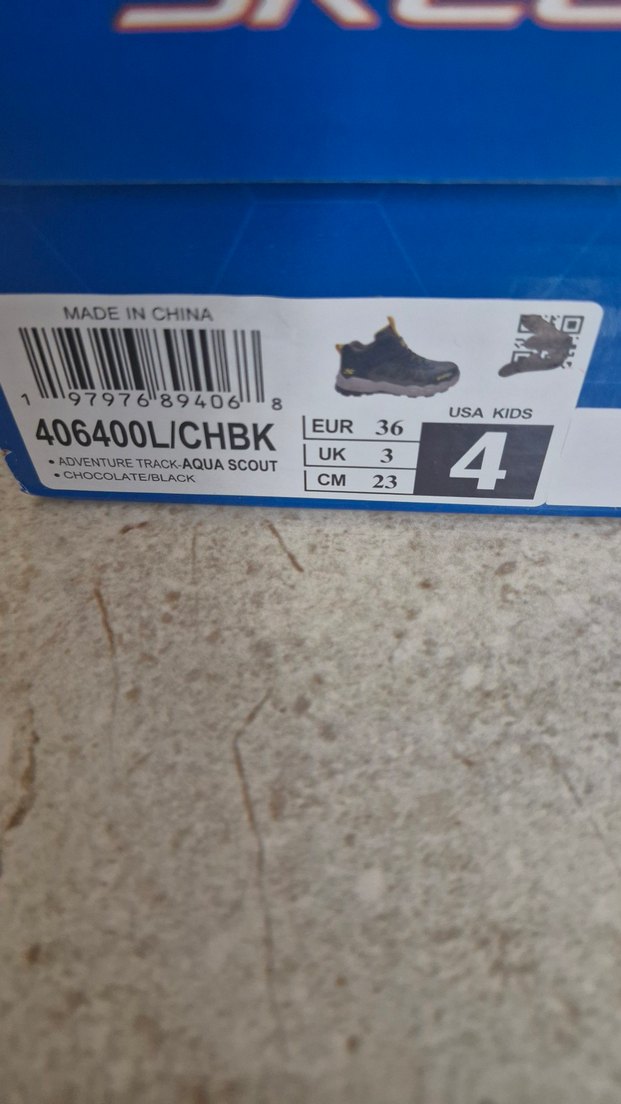 MADE IN CHINA
1 97976 89406 8
406400L/CHBK
• ADVENTURE TRACK-AQUA SCOUT
• CHOCOLATE/BLACK
EUR 36
UK 3
CM 23
USA KIDS
4